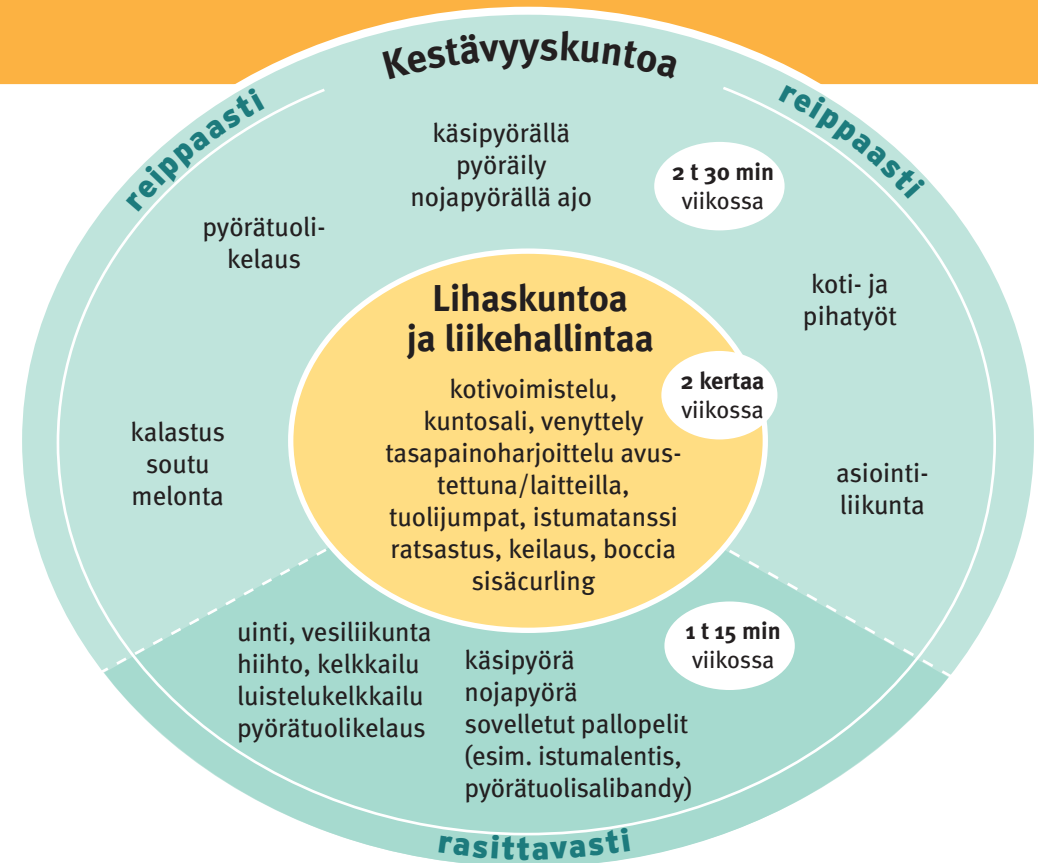 Kestävyyskuntoa
reippaasti
reippaasti
käsipyörällä
pyöräily
nojapyörällä ajo
2 t 30 min
viikossa
pyörätuoli-
kelaus
koti- ja
pihatyöt
Lihaskuntoa
ja liikehallintaa
2 kertaa
viikossa
kotivoimistelu,
kuntosali, venyttely
tasapainoharjoittelu avus-
tettuna/laitteilla,
tuolijumpat, istumatanssi
ratsastus, keilaus, boccia
sisäcurling
kalastus
soutu
melonta
asiointi-
liikunta
uinti, vesiliikunta
hiihto, kelkkailu
luistelukelkkailu
pyörätuolikelaus
käsipyörä
nojapyörä
sovelletut pallopelit
(esim. istumalentis,
pyörätuolisalibandy)
1 t 15 min
viikossa
rasittavasti